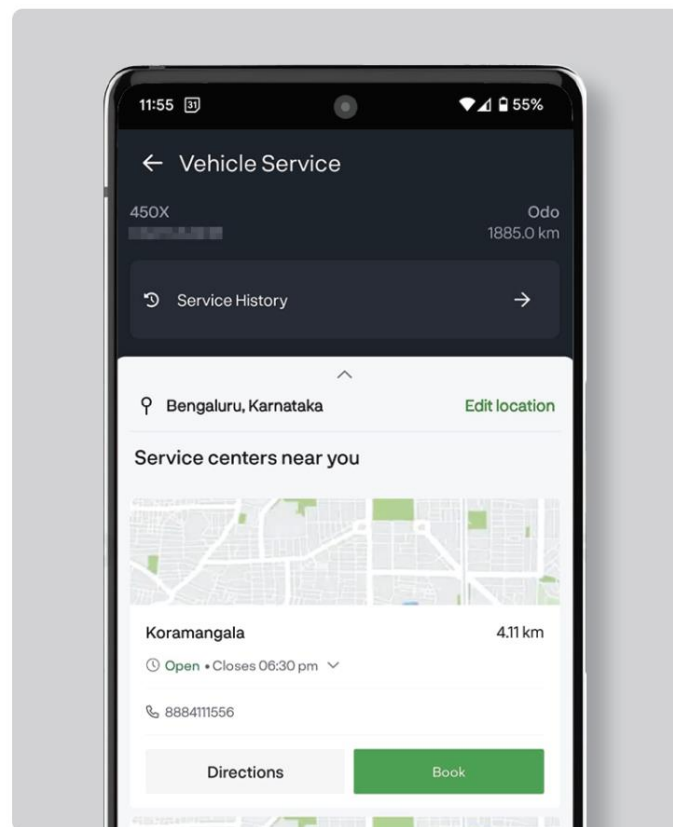 11:55 31 55%
Vehicle Service
450X Odo
1885.0 km
Service History
Bengaluru, Karnataka Edit location
Service centers near you
Koramangala 4.11 km
Open • Closes 06:30 pm
8884111556
Directions Book